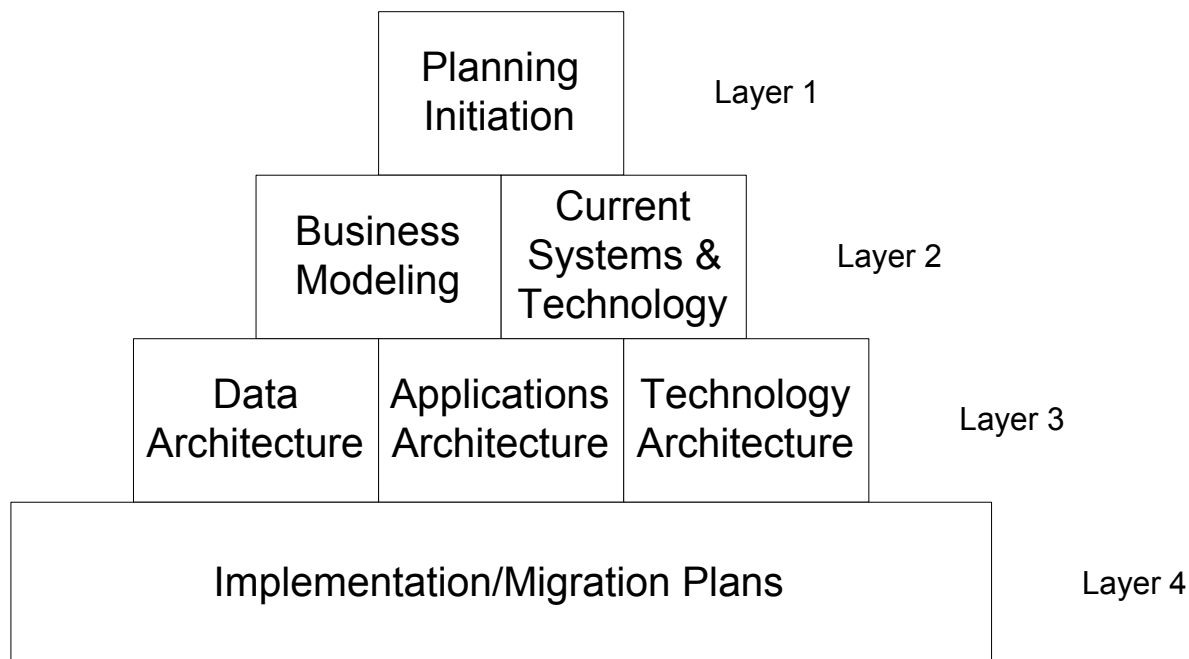 Planning
Initiation
Layer 1
Business
Modeling
Current
Systems &
Technology
Layer 2
Data
Architecture
Applications
Architecture
Technology
Architecture
Layer 3
Implementation/Migration Plans
Layer 4